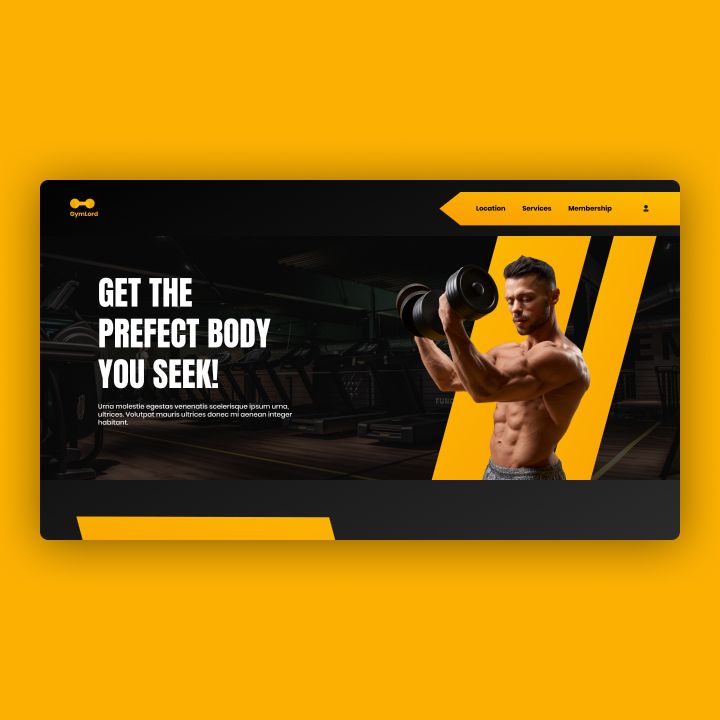 GymLord
Location Services Membership
GET THE
PREFECT BODY
YOU SEEK!
Urna molestie egestas venenatis scelerisque ipsum urna,
ultrices. Volutpat mauris ultrices donec mi aenean integer
habitant.